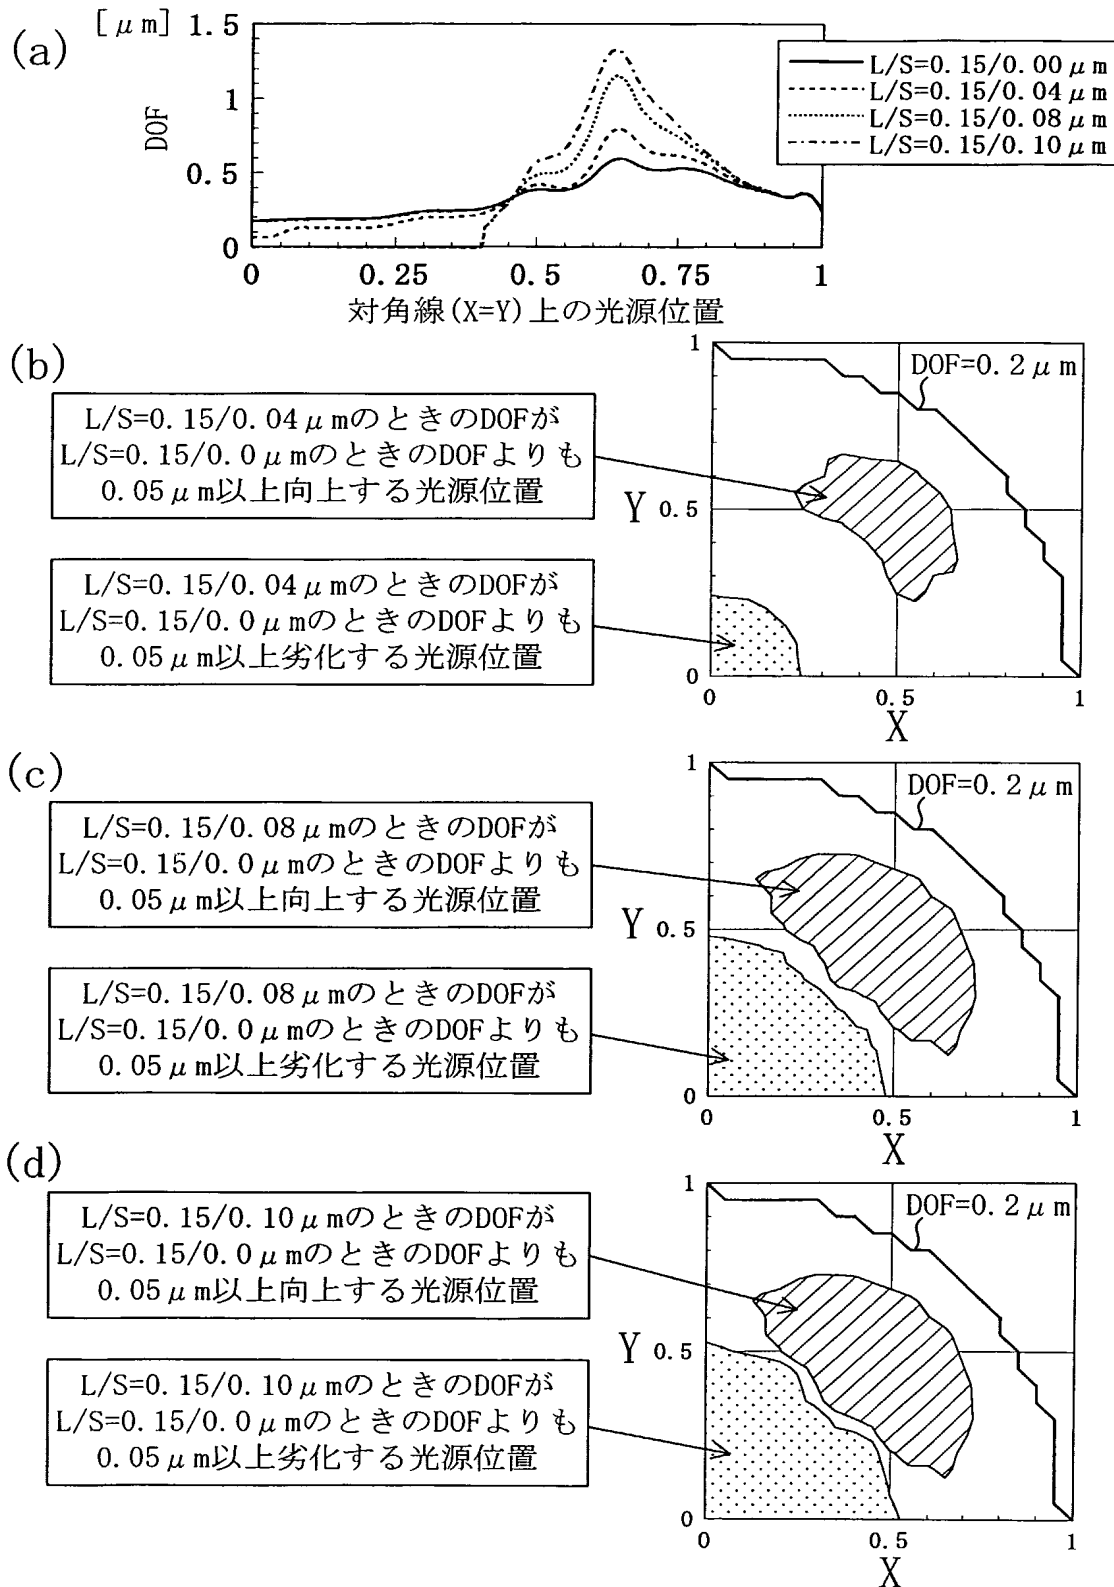 (a)
[μm]
1.5
1
0.5
0
DOF
0
0.25
0.5
0.75
1
対角線(X=Y)上の光源位置
L/S=0.15/0.00μm
L/S=0.15/0.04μm
L/S=0.15/0.08μm
L/S=0.15/0.10μm
(b)
L/S=0.15/0.04μmのときのDOFが
L/S=0.15/0.0μmのときのDOFよりも
0.05μm以上向上する光源位置
L/S=0.15/0.04μmのときのDOFが
L/S=0.15/0.0μmのときのDOFよりも
0.05μm以上劣化する光源位置
1
DOF=0.2μm
Y 0.5
0
0
0.5
1
X
(c)
L/S=0.15/0.08μmのときのDOFが
L/S=0.15/0.0μmのときのDOFよりも
0.05μm以上向上する光源位置
L/S=0.15/0.08μmのときのDOFが
L/S=0.15/0.0μmのときのDOFよりも
0.05μm以上劣化する光源位置
1
DOF=0.2μm
Y 0.5
0
0
0.5
1
X
(d)
L/S=0.15/0.10μmのときのDOFが
L/S=0.15/0.0μmのときのDOFよりも
0.05μm以上向上する光源位置
L/S=0.15/0.10μmのときのDOFが
L/S=0.15/0.0μmのときのDOFよりも
0.05μm以上劣化する光源位置
1
DOF=0.2μm
Y 0.5
0
0
0.5
1
X